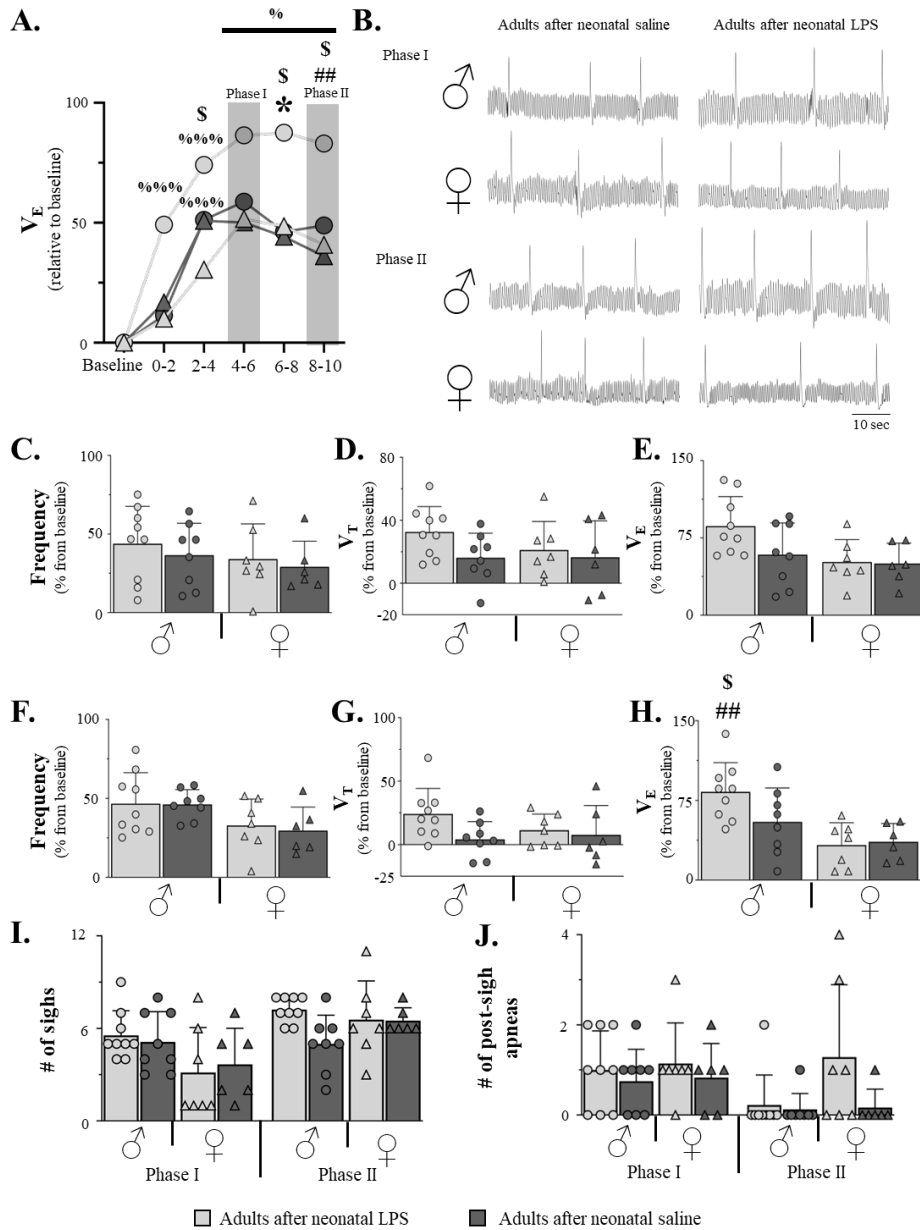 A.
%
$
##
$
*
$
%%%
%%%
%%%
Phase I
Phase II
100
50
0
V_E
(relative to baseline)
Baseline 0-2 2-4 4-6 6-8 8-10
B.
Adults after neonatal saline Adults after neonatal LPS
Phase I
♂
♀
Phase II
♂
♀
10 sec
C.
Frequency
(% from baseline)
100
50
0
♂ ♀
D.
V_T
(% from baseline)
80
40
0
-20
♂ ♀
E.
V_E
(% from baseline)
150
75
0
♂ ♀
F.
Frequency
(% from baseline)
100
50
0
♂ ♀
G.
V_T
(% from baseline)
100
50
0
-25
♂ ♀
H.
$
##
V_E
(% from baseline)
150
75
0
♂ ♀
I.
# of sighs
12
6
0
♂ ♀ ♂ ♀
Phase I Phase II
J.
# of post-sigh
apneas
4
2
0
♂ ♀ ♂ ♀
Phase I Phase II
Adults after neonatal LPS Adults after neonatal saline